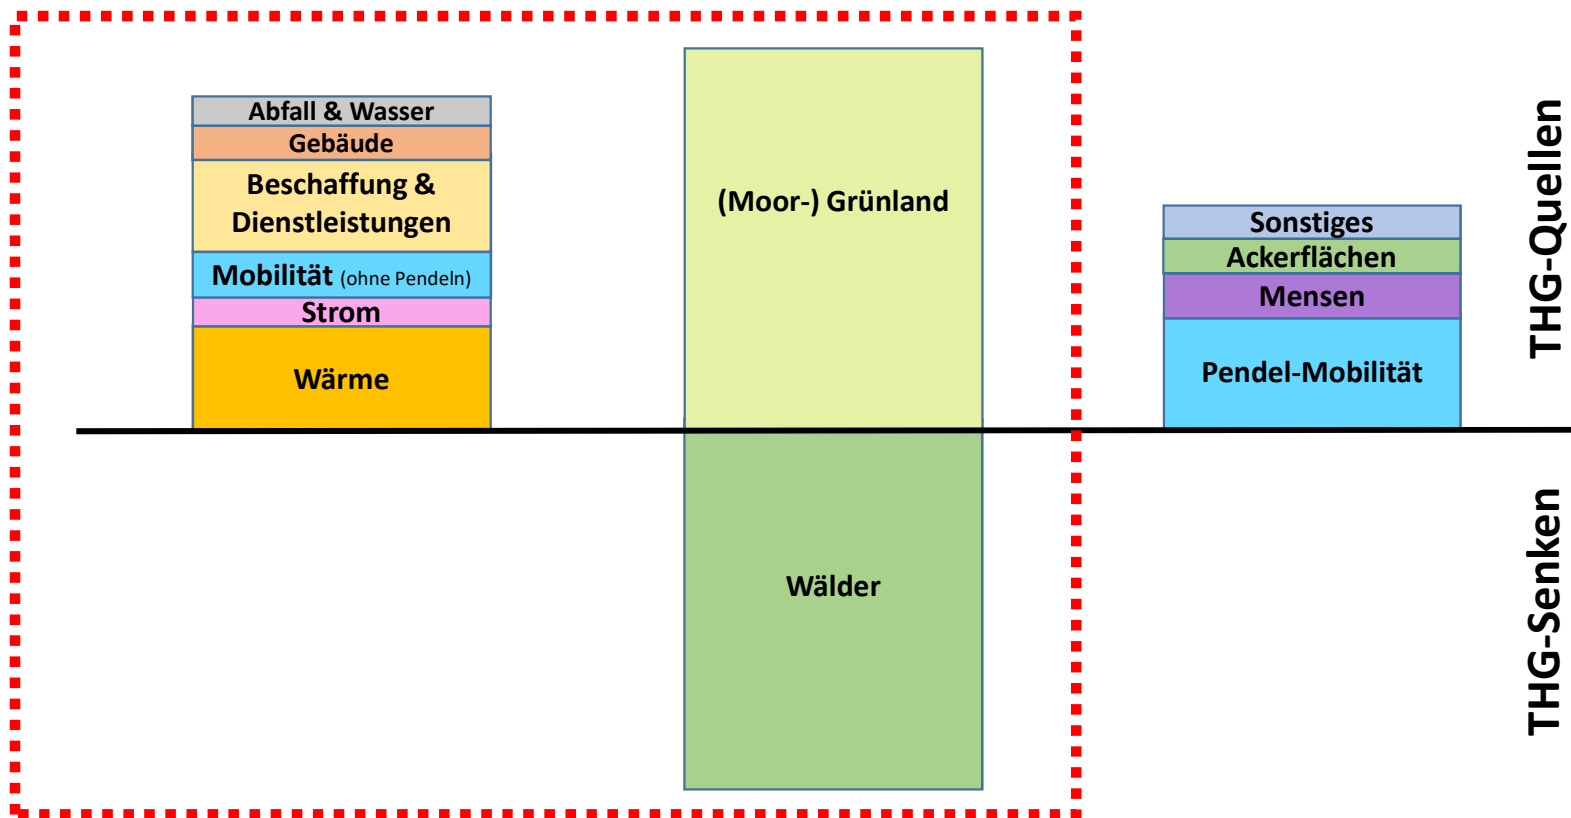 Abfall & Wasser
Gebäude
Beschaffung &
Dienstleistungen
Mobilität (ohne Pendeln)
Strom
Wärme
(Moor-) Grünland
Wälder
Sonstiges
Ackerflächen
Mensen
Pendel-Mobilität
THG-Quellen
THG-Senken